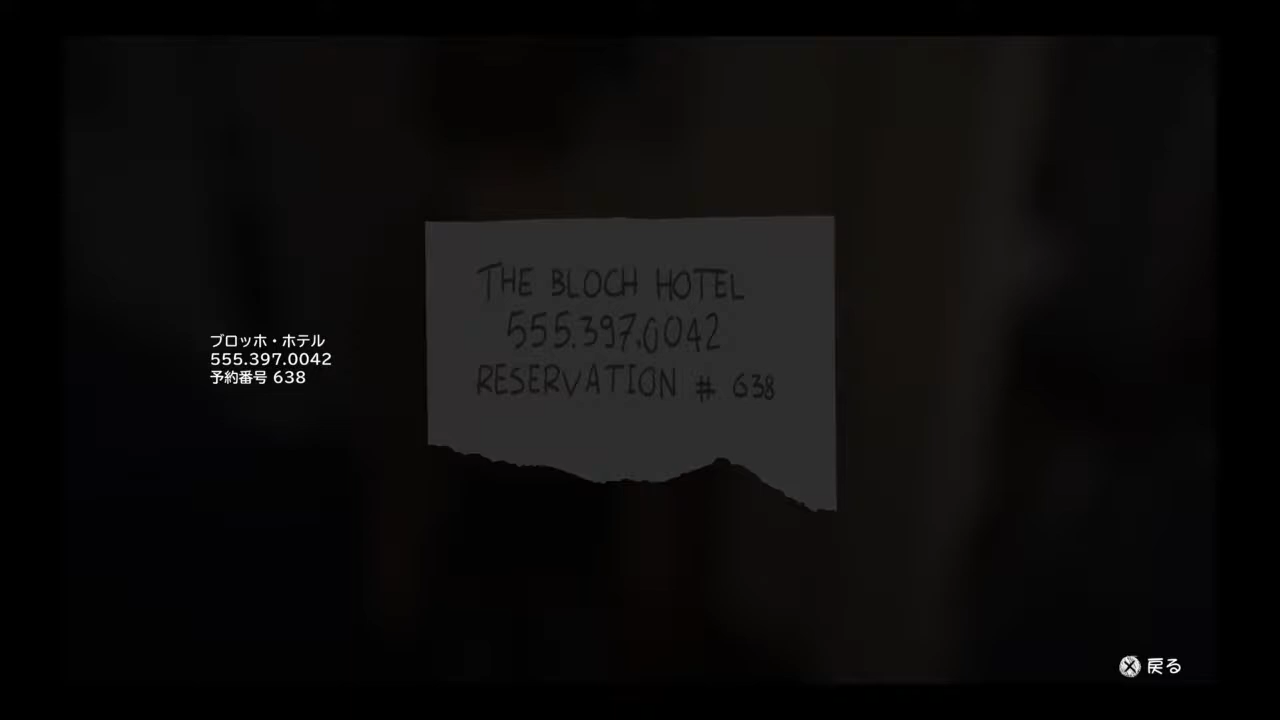 THE BLOCH HOTEL
555.397.0042
RESERVATION # 638
ブロッホ・ホテル
555.397.0042
予約番号 638
戻る